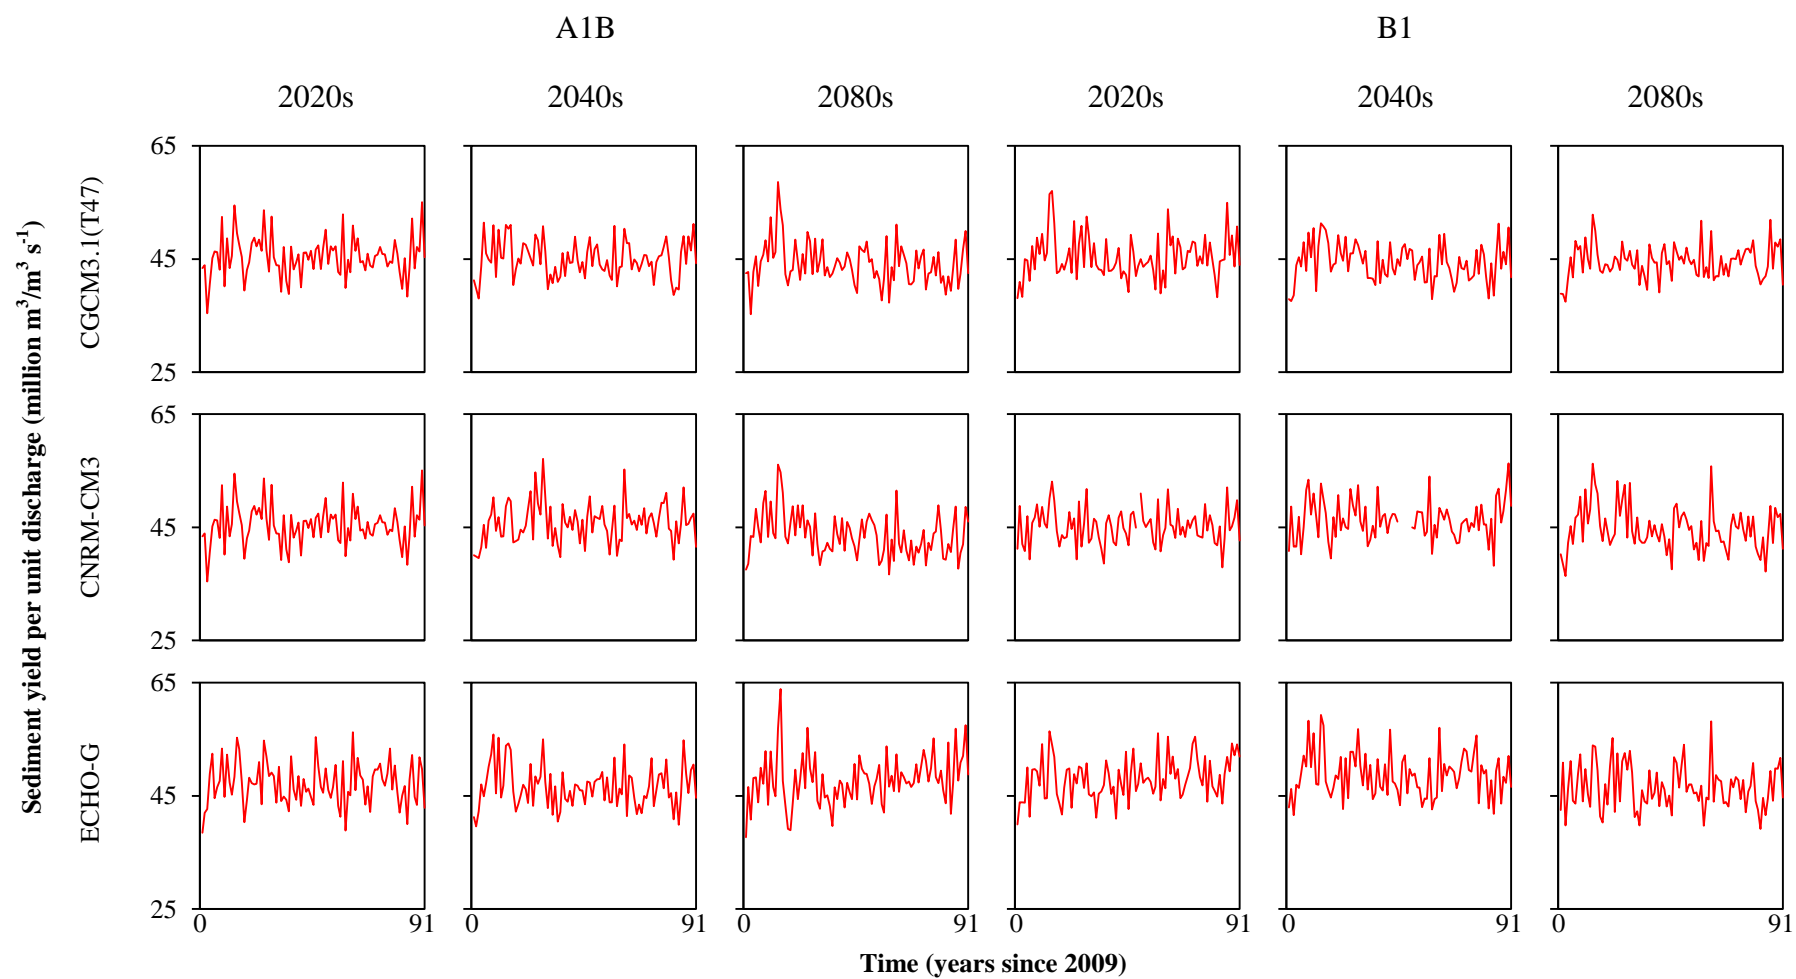 A1B B1
2020s 2040s 2080s 2020s 2040s 2080s
Sediment yield per unit discharge (million m³/m³ s⁻¹)
CGCM3.1(T47)
65
45
25
CNRM-CM3
65
45
25
ECHO-G
65
45
25
0 91 0 91 0 91 0 91 0 91 0 91
Time (years since 2009)